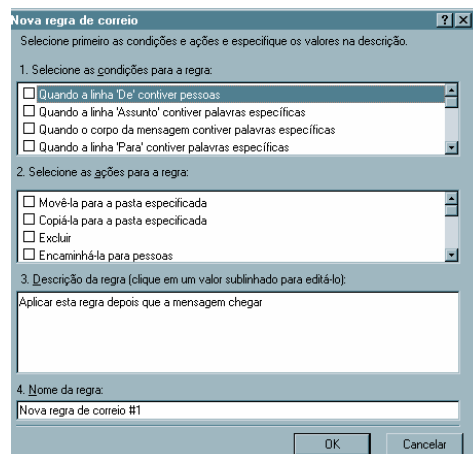 Nova regra de correio
Selecione primeiro as condições e ações e especifique os valores na descrição.
1. Selecione as condições para a regra:
Quando a linha 'De' contiver pessoas
Quando a linha 'Assunto' contiver palavras específicas
Quando o corpo da mensagem contiver palavras específicas
Quando a linha 'Para' contiver palavras específicas
2. Selecione as ações para a regra:
Movê-la para a pasta especificada
Copiá-la para a pasta especificada
Excluir
Encaminhá-la para pessoas
3. Descrição da regra (clique em um valor sublinhado para editá-lo):
Aplicar esta regra depois que a mensagem chegar
4. Nome da regra:
Nova regra de correio #1
OK Cancelar